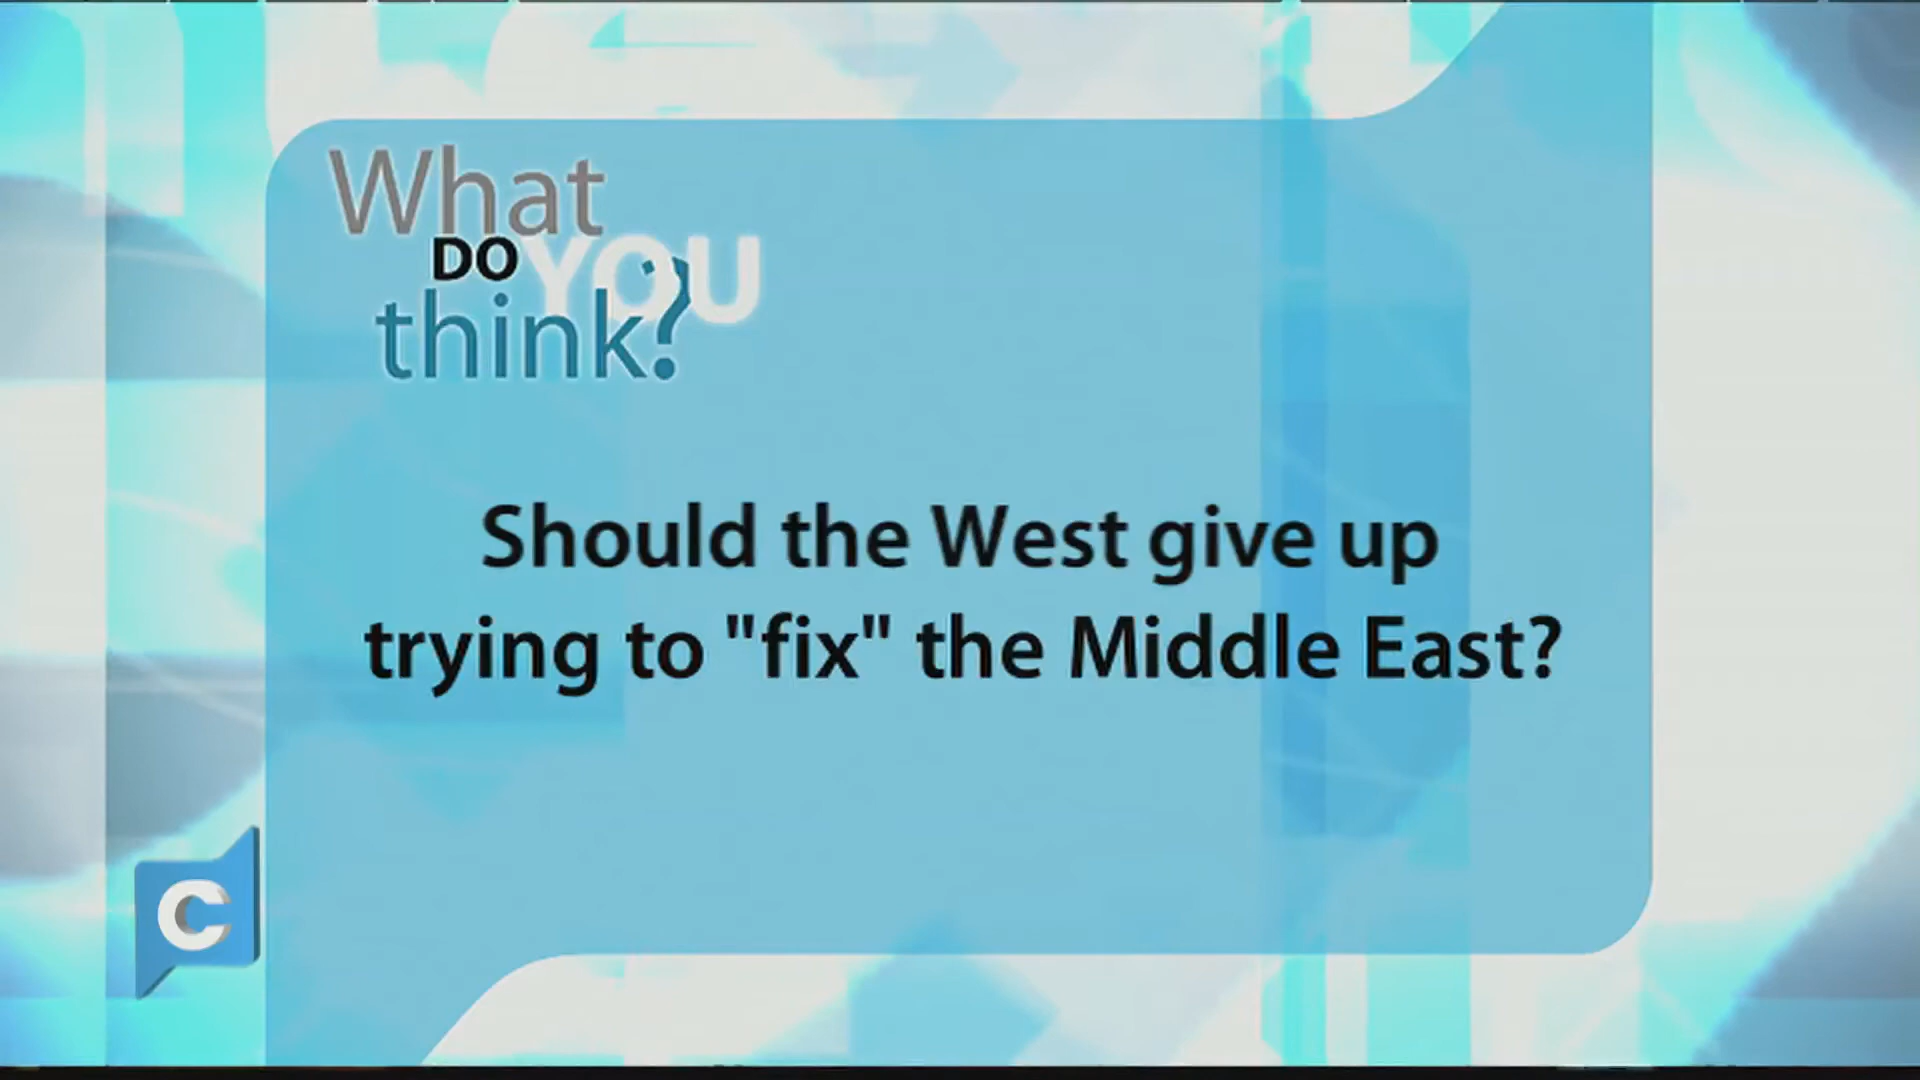 What
DO YOU
think?
Should the West give up
trying to "fix" the Middle East?
C